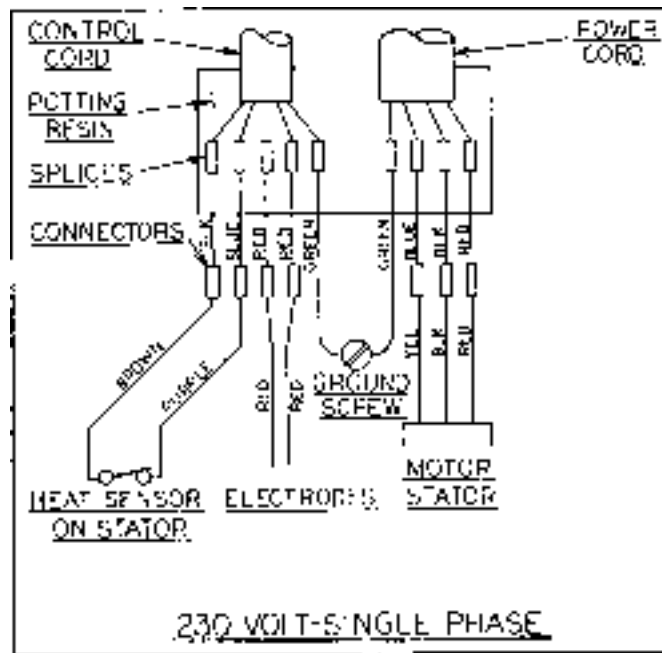 CONTROL
CORD
POWER
CORD
POTTING
RESIN
SPLICES
CONNECTORS
BLK
BLUE
RED
RED
GREEN
GREEN
BLUE
BLK
RED
BROWN
PURPLE
RED
RED
YEL
BLK
RED
GROUND
SCREW
HEAT SENSOR
ON STATOR
ELECTRODES
MOTOR
STATOR
230 VOLT-SINGLE PHASE